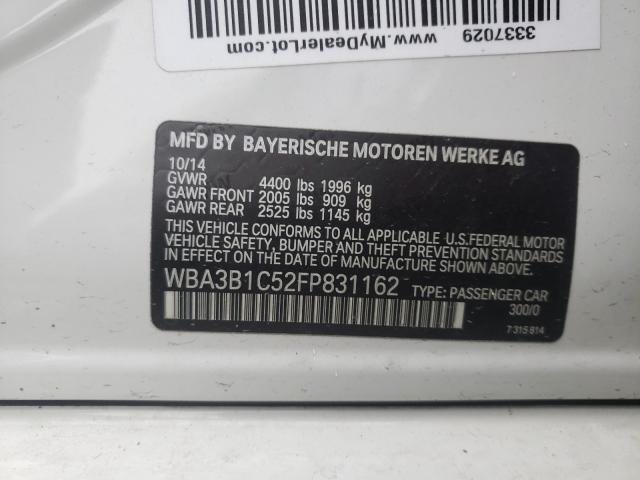 3337029
www.MyDealerLot.com
MFD BY BAYERISCHE MOTOREN WERKE AG
10/14
GVWR 4400 lbs 1996 kg
GAWR FRONT 2005 lbs 909 kg
GAWR REAR 2525 lbs 1145 kg
THIS VEHICLE CONFORMS TO ALL APPLICABLE U.S.FEDERAL MOTOR
VEHICLE SAFETY, BUMPER, AND THEFT PREVENTION STANDARDS
IN EFFECT ON THE DATE OF MANUFACTURE SHOWN ABOVE.
WBA3B1C52FP831162 TYPE: PASSENGER CAR
300/0
7315814